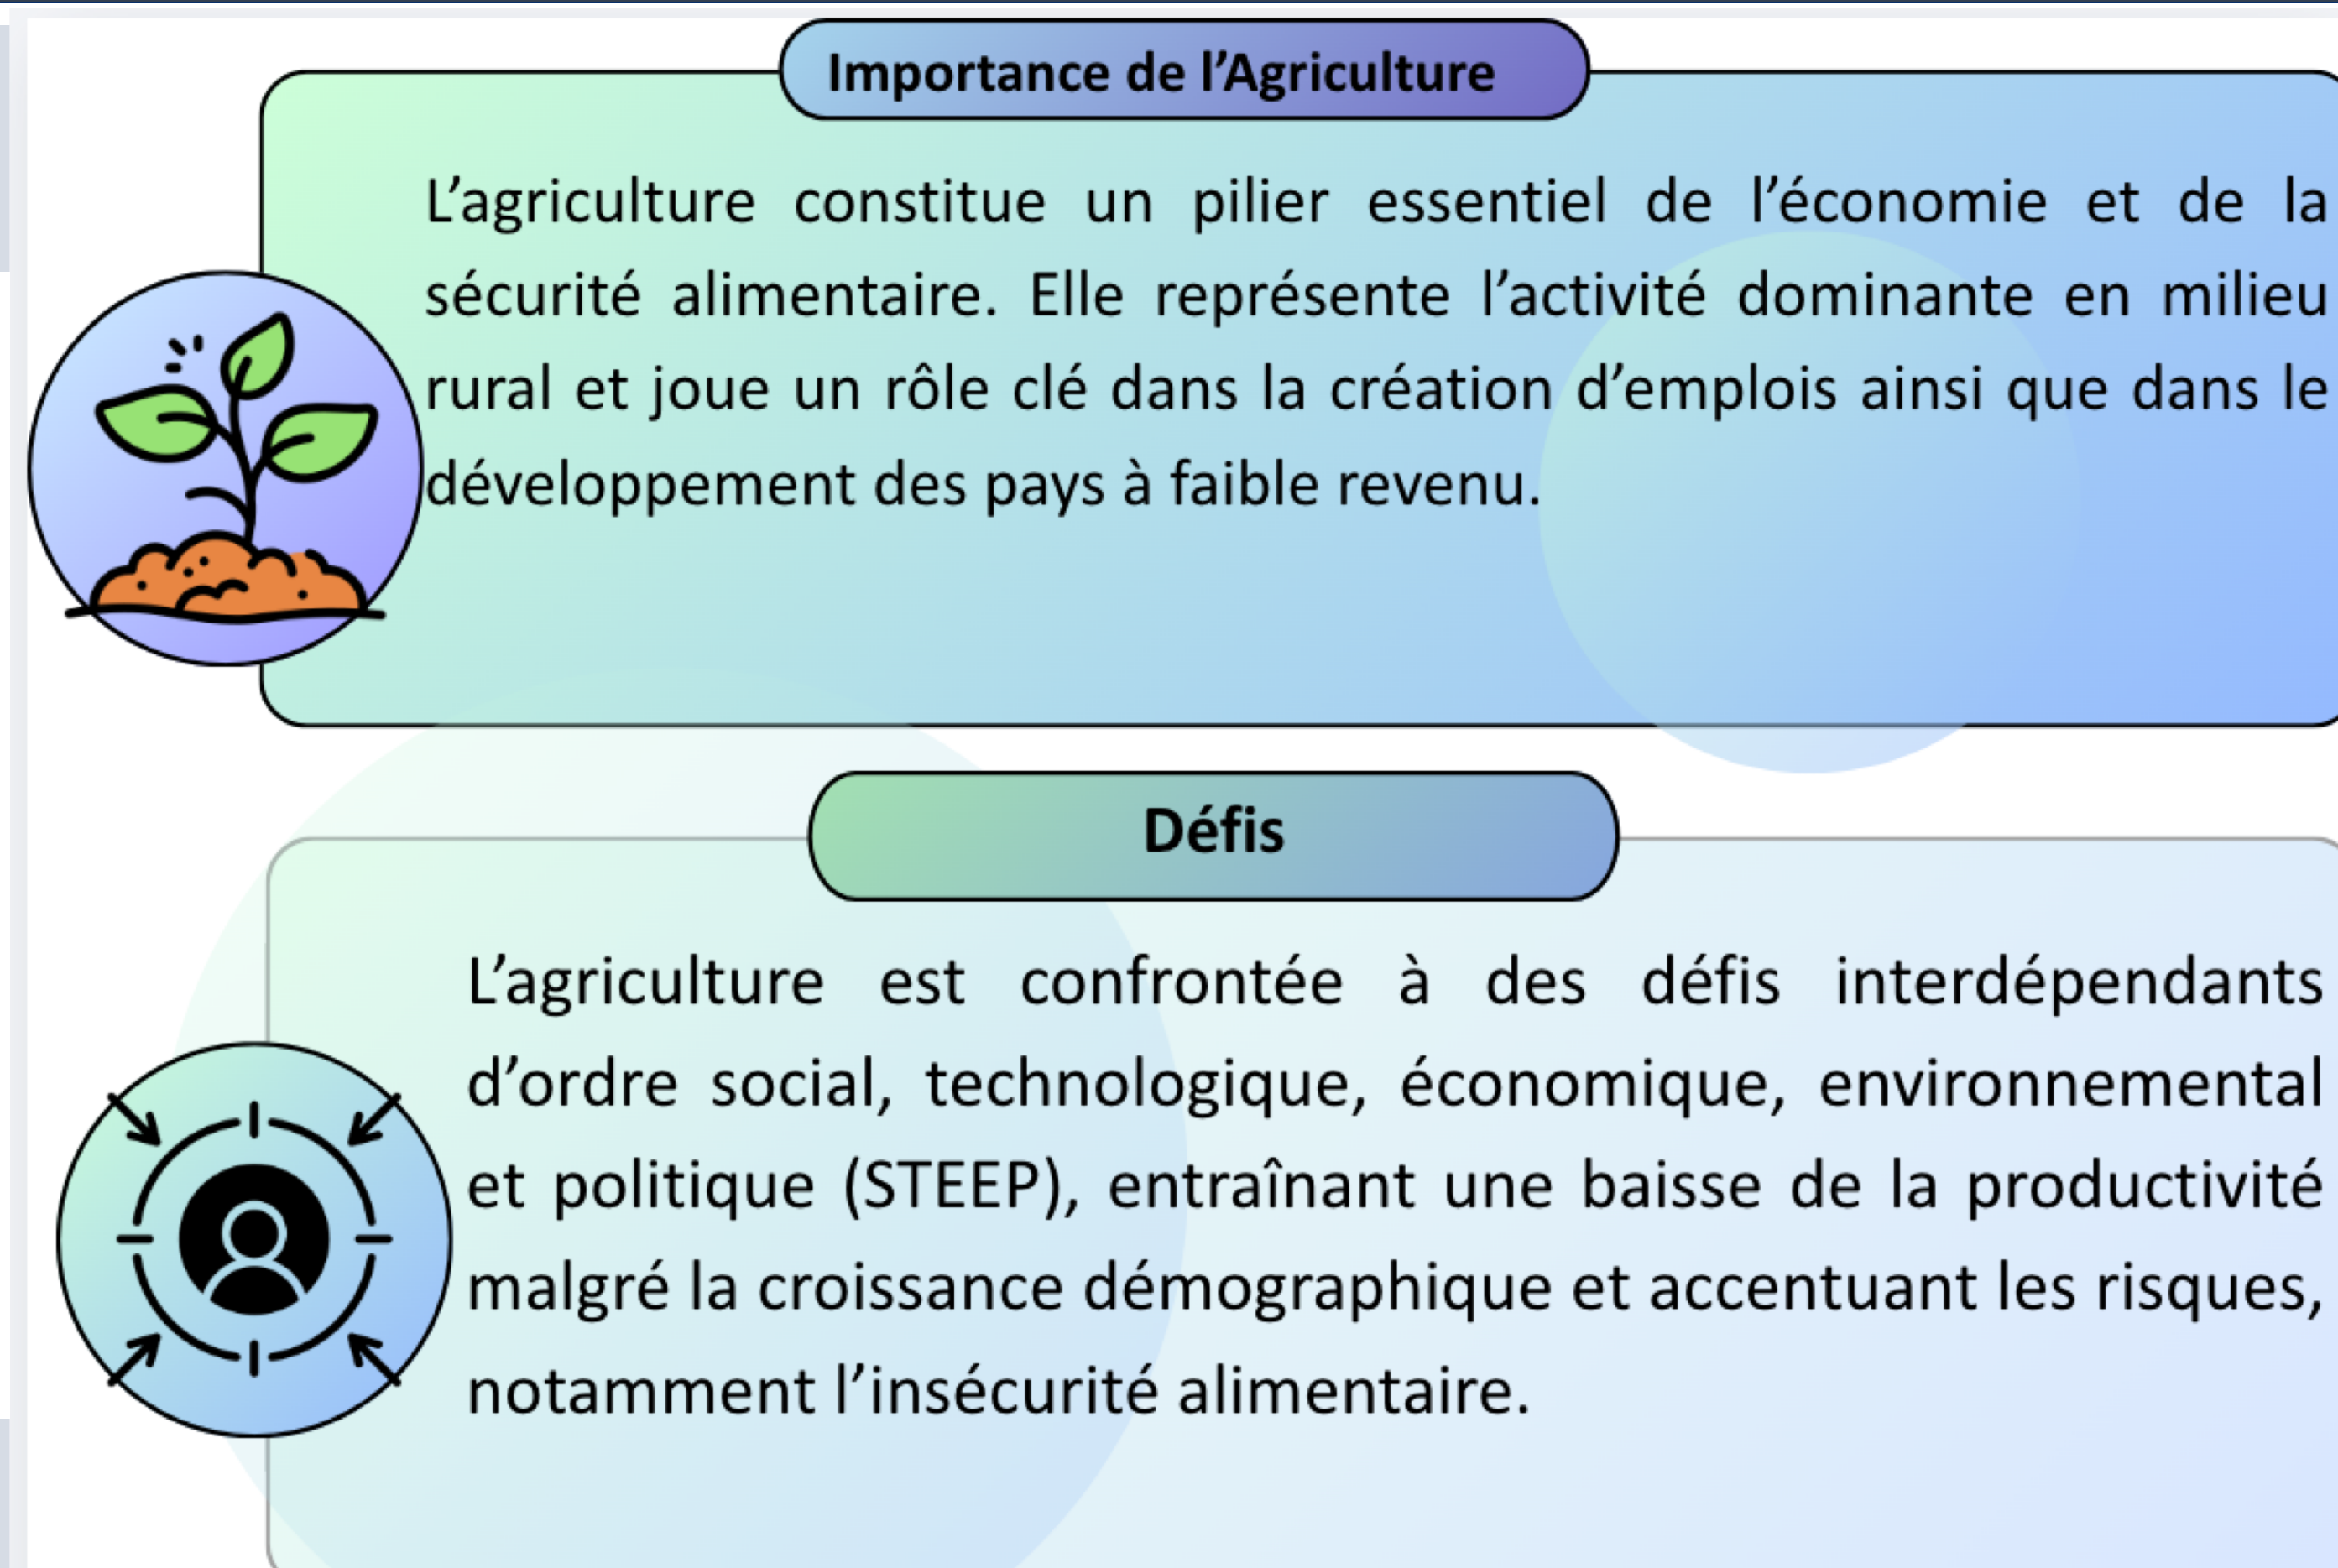 Importance de l’Agriculture
L’agriculture constitue un pilier essentiel de l’économie et de la
sécurité alimentaire. Elle représente l’activité dominante en milieu
rural et joue un rôle clé dans la création d’emplois ainsi que dans le
développement des pays à faible revenu.
Défis
L’agriculture est confrontée à des défis interdépendants
d’ordre social, technologique, économique, environnemental
et politique (STEEP), entraînant une baisse de la productivité
malgré la croissance démographique et accentuant les risques,
notamment l’insécurité alimentaire.